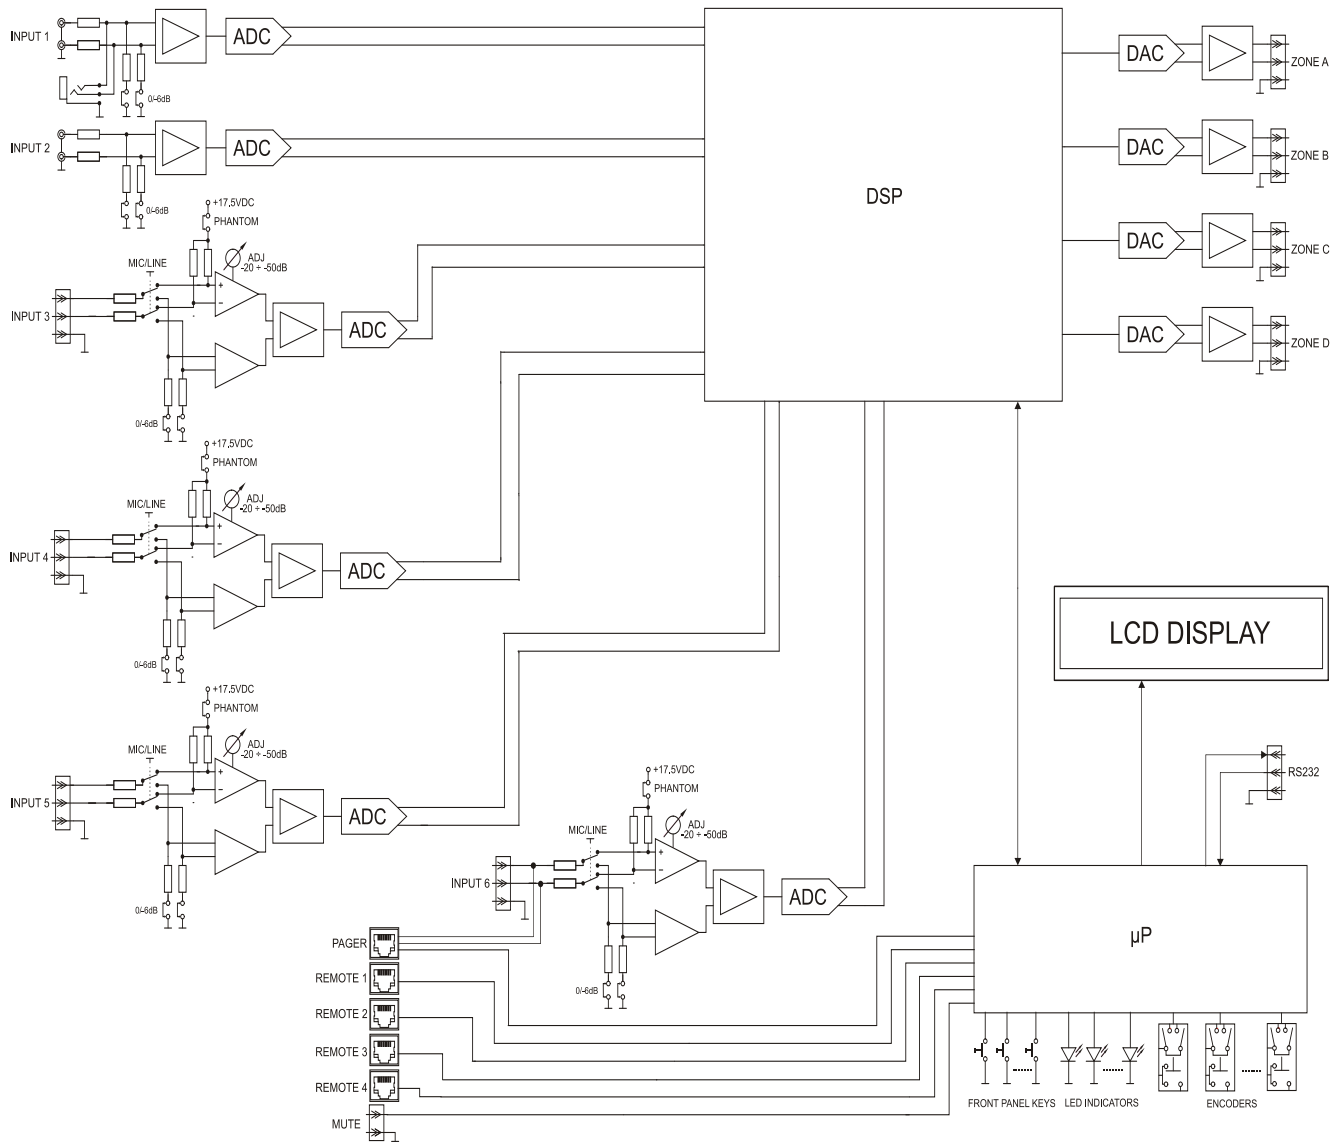 INPUT 1
ADC
0/-6dB
DAC
ZONE A
INPUT 2
ADC
0/-6dB
DAC
ZONE B
DSP
+17,5VDC
PHANTOM
MIC/LINE
ADJ
-20 ÷ -50dB
INPUT 3
ADC
0/-6dB
DAC
ZONE C
DAC
ZONE D
+17,5VDC
PHANTOM
MIC/LINE
ADJ
-20 ÷ -50dB
INPUT 4
ADC
0/-6dB
LCD DISPLAY
+17,5VDC
PHANTOM
MIC/LINE
ADJ
-20 ÷ -50dB
INPUT 5
ADC
0/-6dB
RS232
+17,5VDC
PHANTOM
MIC/LINE
ADJ
-20 ÷ -50dB
INPUT 6
ADC
0/-6dB
µP
PAGER
REMOTE 1
REMOTE 2
REMOTE 3
REMOTE 4
MUTE
FRONT PANEL KEYS
LED INDICATORS
ENCODERS